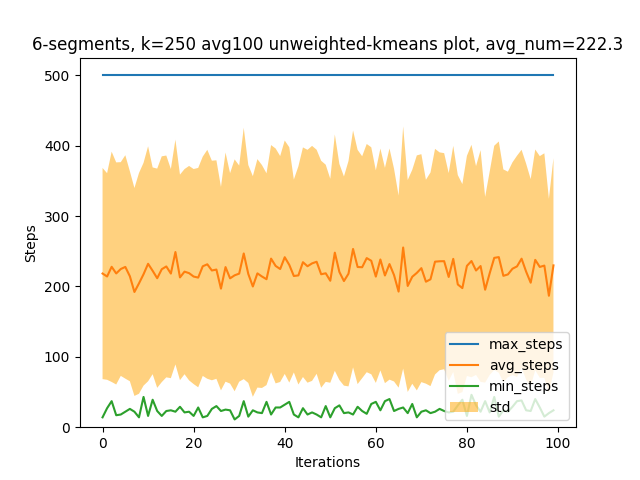 6-segments, k=250 avg100 unweighted-kmeans plot, avg_num=222.3
500
400
300
200
100
0
Steps
max_steps
avg_steps
min_steps
std
0
20
40
60
80
100
Iterations